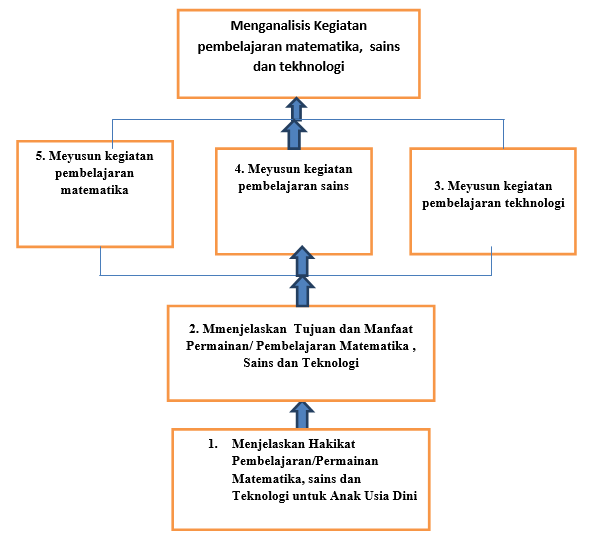 Menganalisis Kegiatan
pembelajaran matematika, sains
dan tekhnologi
5. Meyusun kegiatan
pembelajaran
matematika
4. Meyusun kegiatan
pembelajaran sains
3. Meyusun kegiatan
pembelajaran tekhnologi
2. Mmenjelaskan Tujuan dan Manfaat
Permainan/ Pembelajaran Matematika ,
Sains dan Teknologi
1. Menjelaskan Hakikat
Pembelajaran/Permainan
Matematika, sains dan
Teknologi untuk Anak Usia Dini